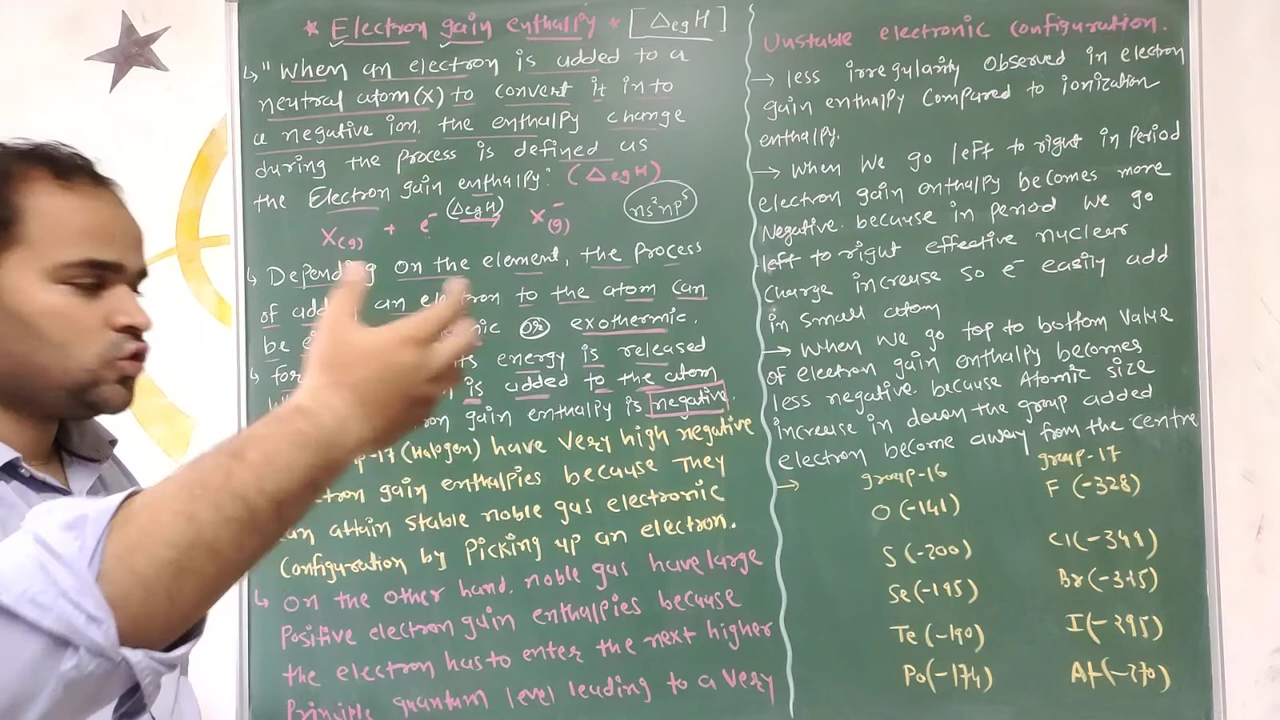 * Electron gain enthalpy * [ΔegH]
↳ "When an electron is added to a
neutral atom(x) to convert it in to
a negative ion, the enthalpy change
during the process is defined as
the Electron gain enthalpy." (ΔegH)
X(g) + e⁻ (ΔegH)→ X⁻(g) ns²np⁵
↳ Depending on the element, the process
of an electron to the atom can
be or exothermic.
↳ for energy is released
is added to the atom
gain enthalpy is negative.
-17 (Halogen) have very high negative
gain enthalpies because They
attain stable noble gas electronic
Configuration by Picking up an electron.
↳ On the other hand. noble gas have large
Positive electron gain enthalpies because
the electron has to enter the next higher
Principle quantum level leading to a very
Unstable electronic configuration.
→ less irregularity observed in electron
gain enthalpy Compared to ionization
enthalpy.
→ When we go left to right in Period
electron gain enthalpy becomes more
Negative. because in Period we go
left to right effective nuclear
Charge increase so e⁻ easily add
in small atom
→ When we go top to bottom value
of electron gain enthalpy becomes
less negative. because Atomic size
increase in down the group added
electron become away from the centre
→ group-16 group-17
O (-141) F (-328)
S (-200) Cl (-349)
Se (-195)
Te (-190) I (-295)
Po (-174) At (-270)